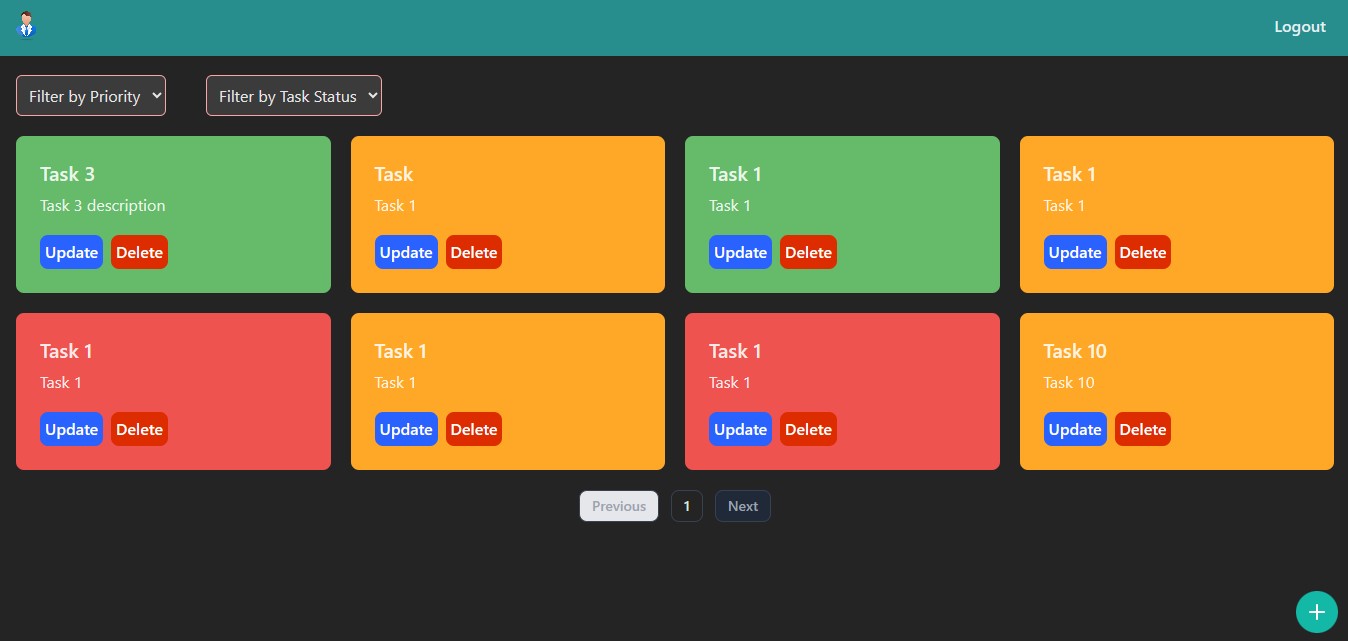 Logout
Filter by Priority Filter by Task Status
Task 3
Task 3 description
Update Delete
Task
Task 1
Update Delete
Task 1
Task 1
Update Delete
Task 1
Task 1
Update Delete
Task 1
Task 1
Update Delete
Task 1
Task 1
Update Delete
Task 1
Task 1
Update Delete
Task 10
Task 10
Update Delete
Previous 1 Next
+